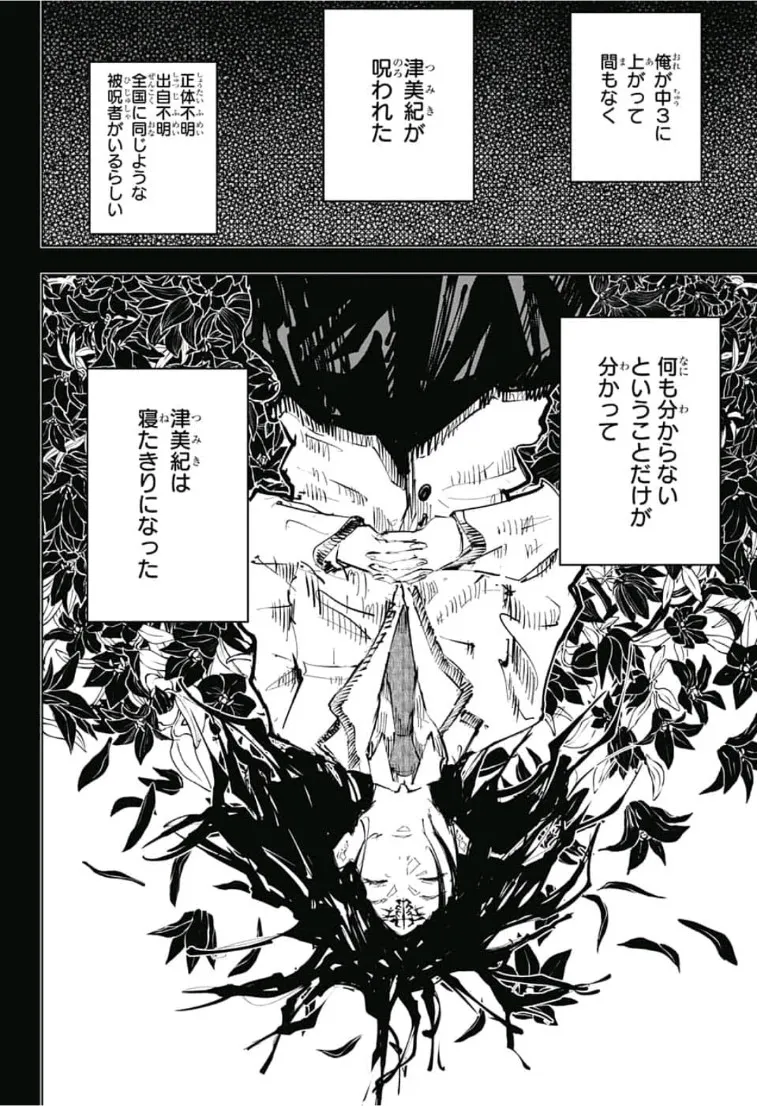 俺が中3に
上がって
間もなく
津美紀が
呪われた
正体不明
出自不明
全国に同じような
被呪者がいるらしい
何も分からない
ということだけが
分かって
津美紀は
寝たきりになった